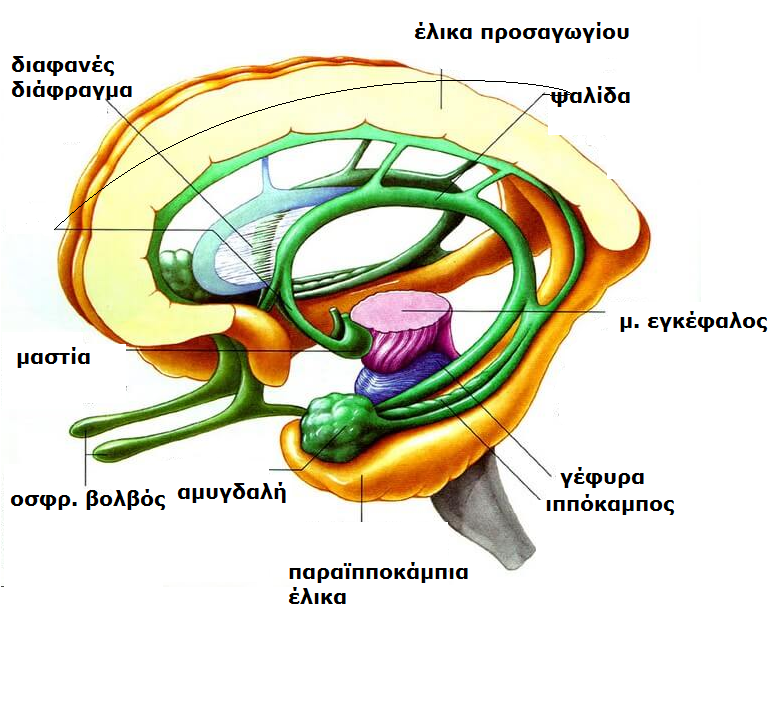 έλικα προσαγωγίου
διαφανές
διάφραγμα
ψαλίδα
μ. εγκέφαλος
μαστία
γέφυρα
οσφρ. βολβός
αμυγδαλή
ιππόκαμπος
παραϊπποκάμπια
έλικα